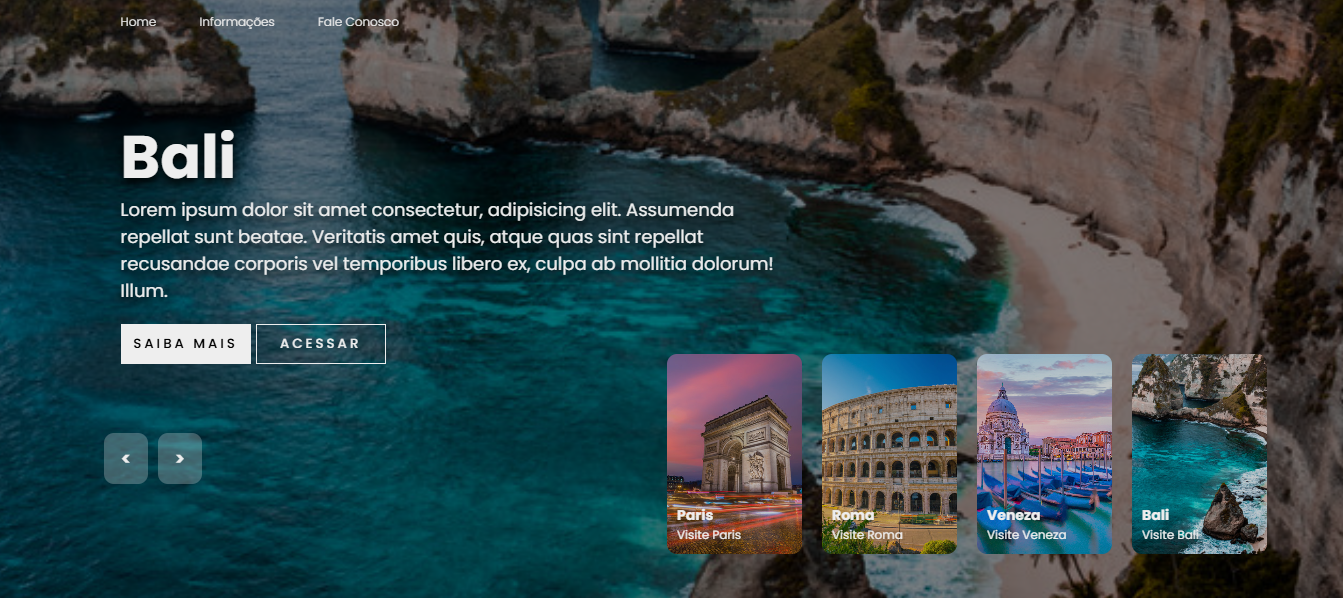 Home Informações Fale Conosco
Bali
Lorem ipsum dolor sit amet consectetur, adipisicing elit. Assumenda
repellat sunt beatae. Veritatis amet quis, atque quas sint repellat
recusandae corporis vel temporibus libero ex, culpa ab mollitia dolorum!
Illum.
SAIBA MAIS ACESSAR
< >
Paris
Visite Paris
Roma
Visite Roma
Veneza
Visite Veneza
Bali
Visite Bali